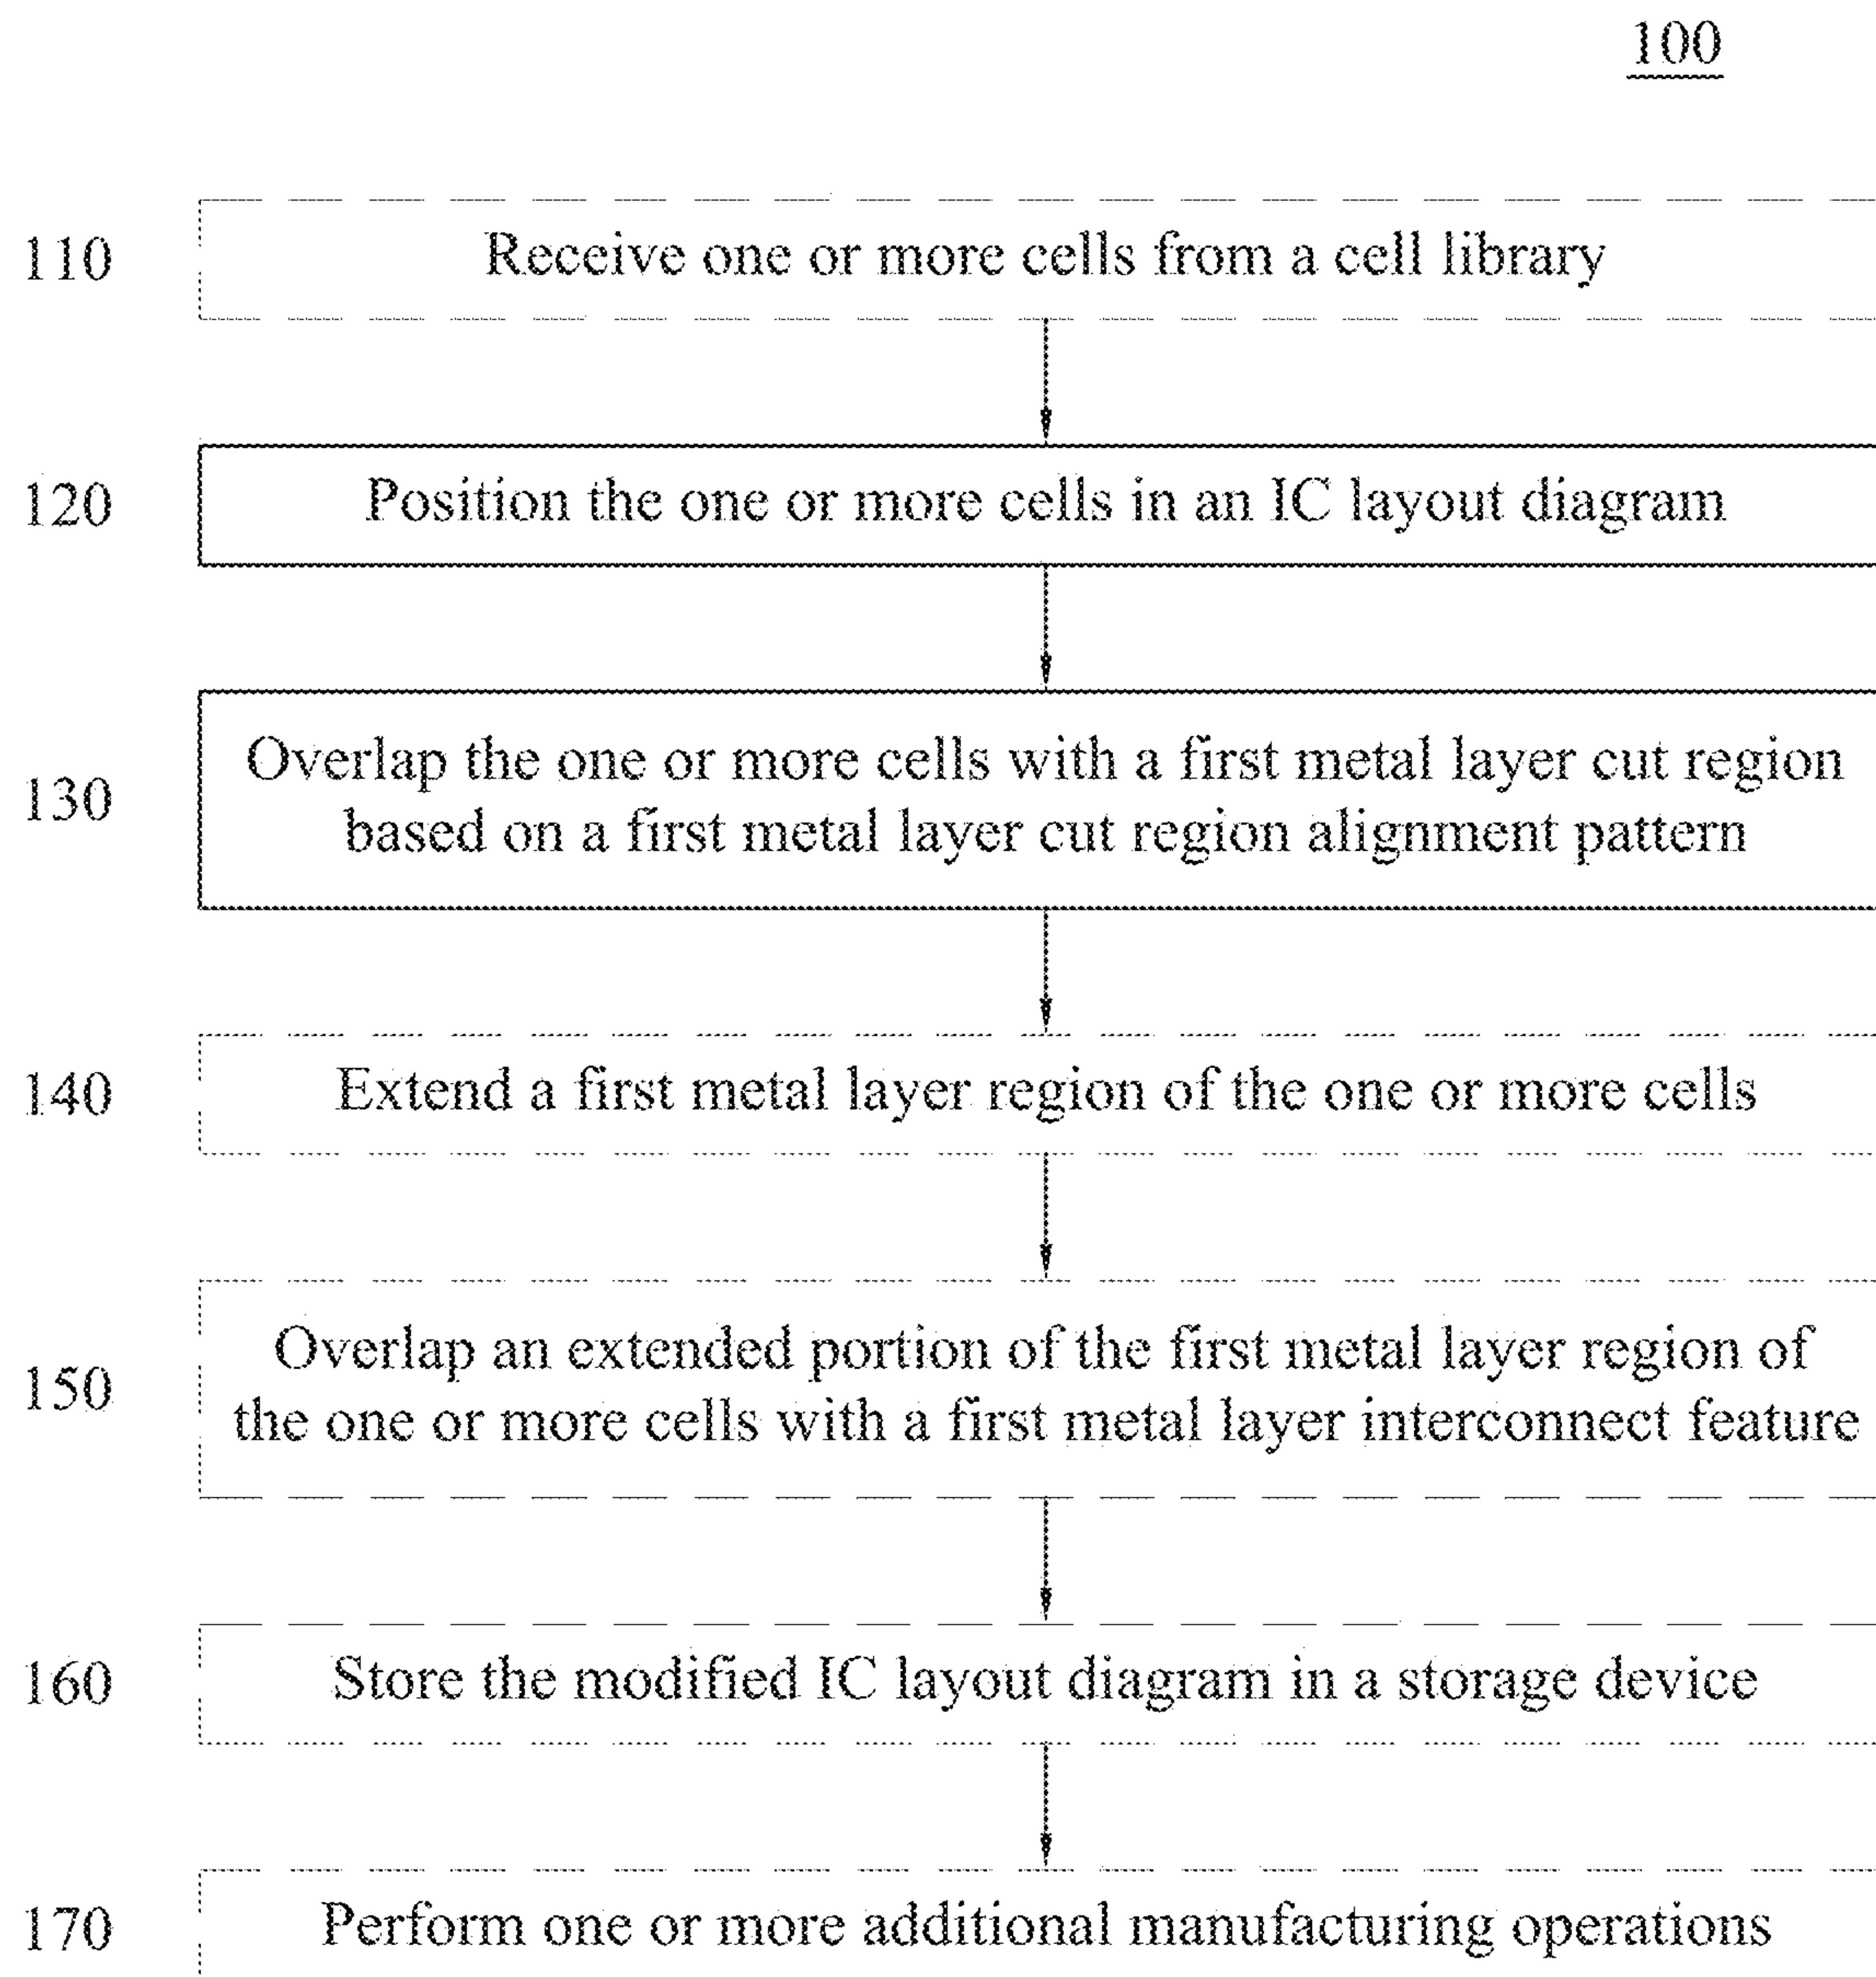 100
110
Receive one or more cells from a cell library
120
Position the one or more cells in an IC layout diagram
130
Overlap the one or more cells with a first metal layer cut region
based on a first metal layer cut region alignment pattern
140
Extend a first metal layer region of the one or more cells
150
Overlap an extended portion of the first metal layer region of
the one or more cells with a first metal layer interconnect feature
160
Store the modified IC layout diagram in a storage device
170
Perform one or more additional manufacturing operations